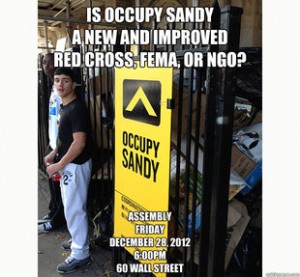 IS OCCUPY SANDY
A NEW AND IMPROVED
RED CROSS, FEMA, OR NGO?
OCCUPY
SANDY
ASSEMBLY
FRIDAY
DECEMBER 28, 2012
6:00PM
60 WALL STREET